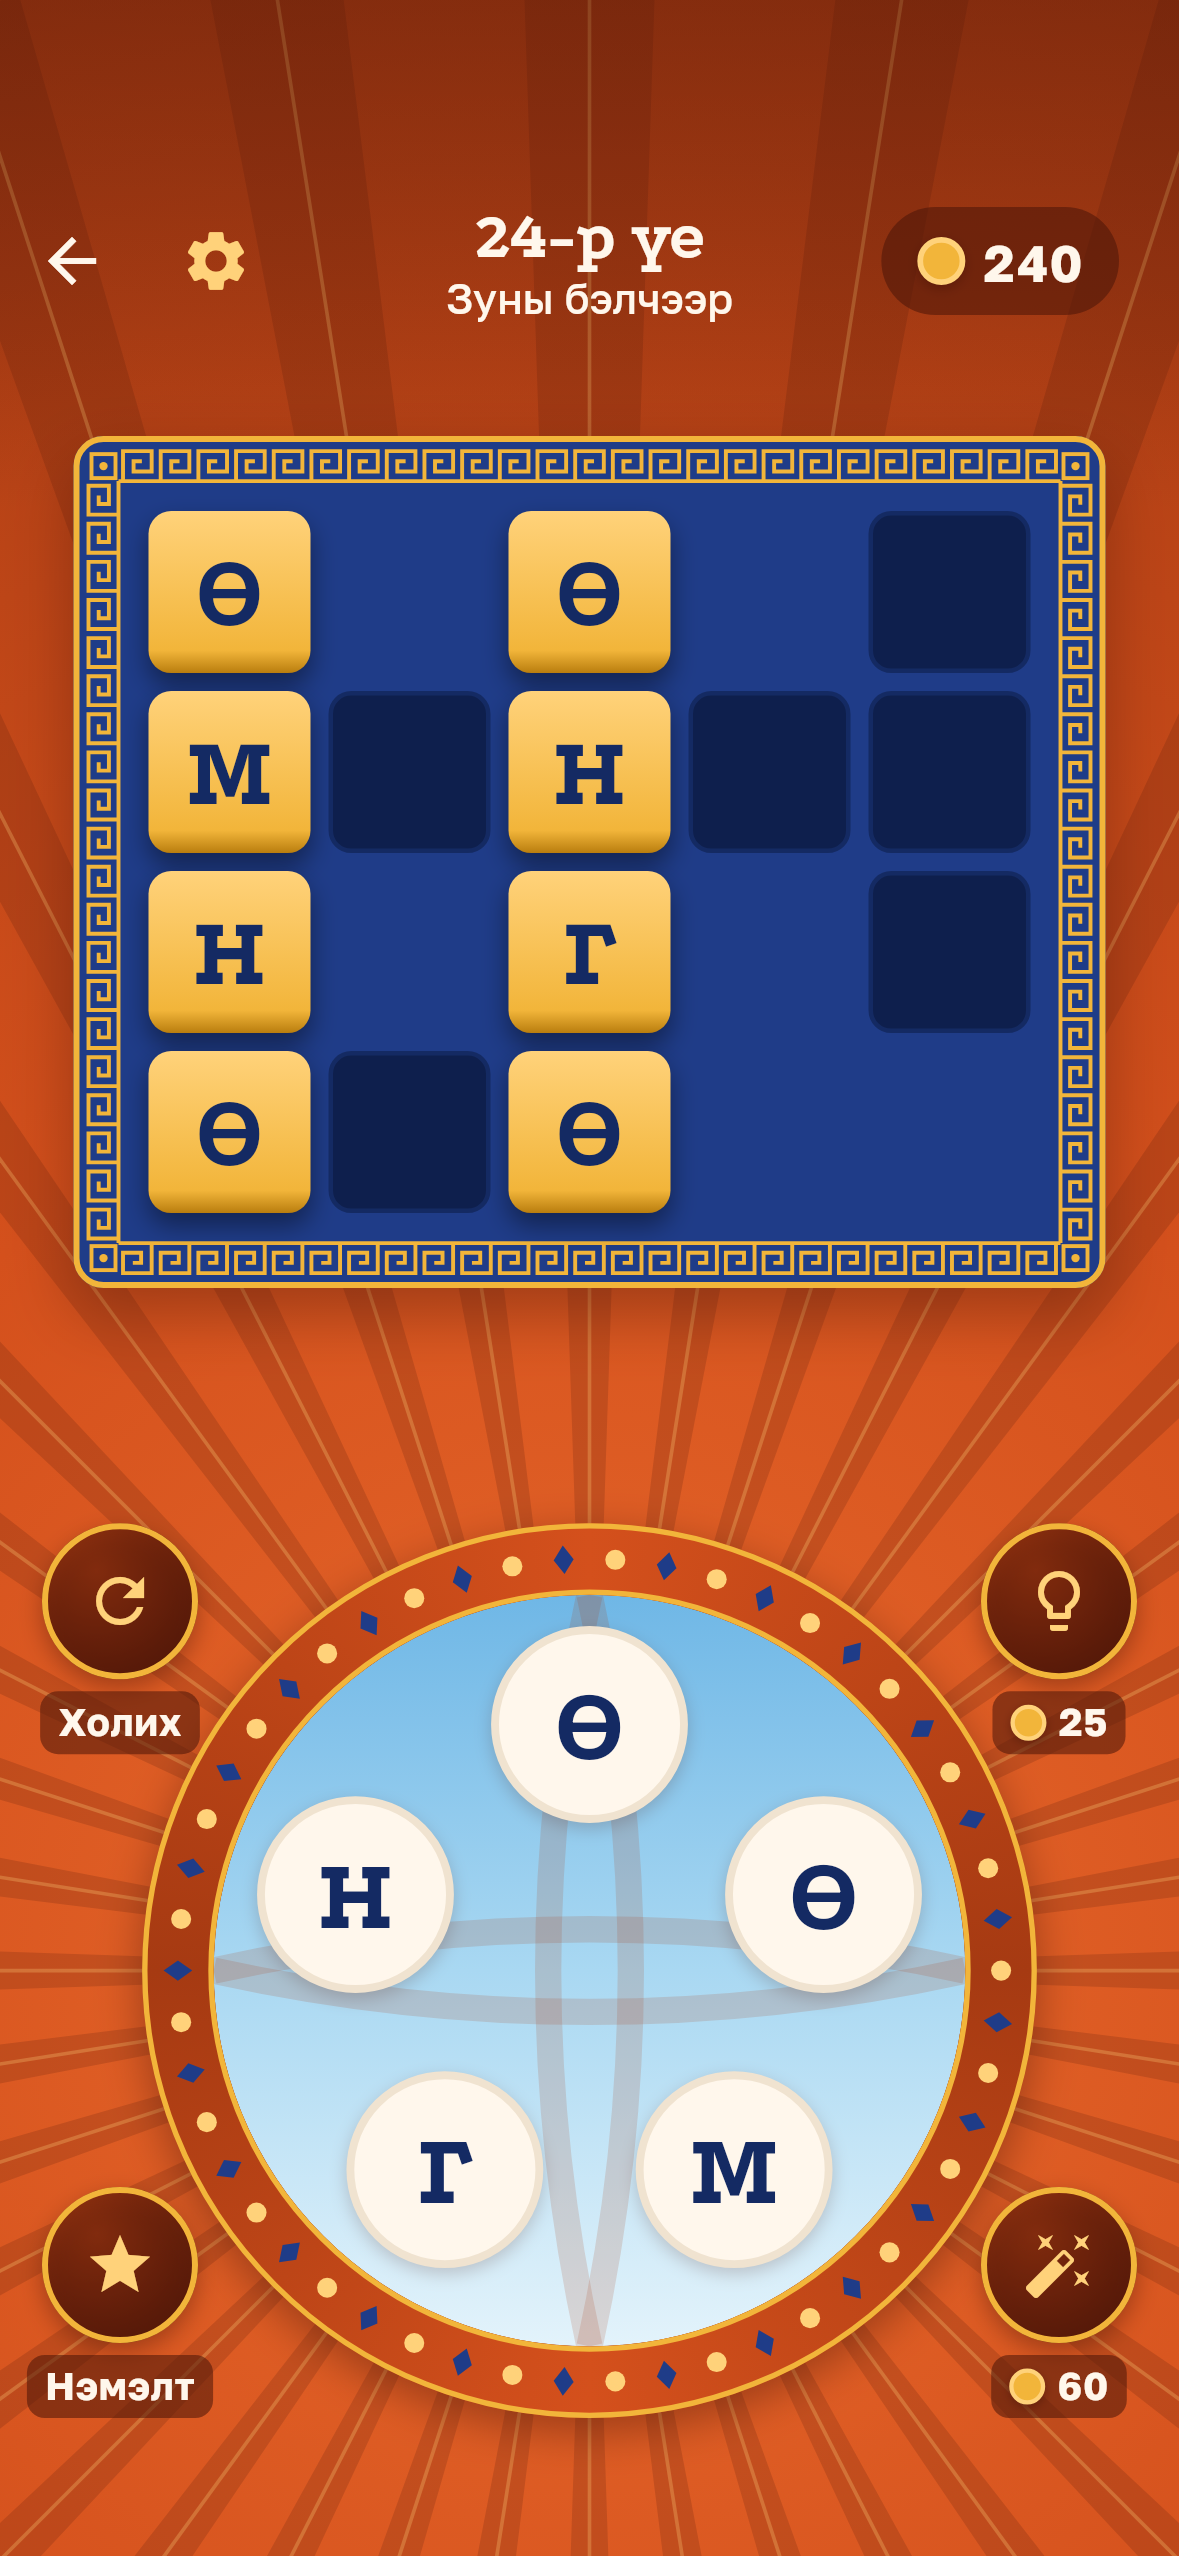 24-р үе
Зуны бэлчээр
240
Ө Ө
М Н
Н Г
Ө Ө
Ө
Н Ө
Г М
Холих
25
Нэмэлт
60